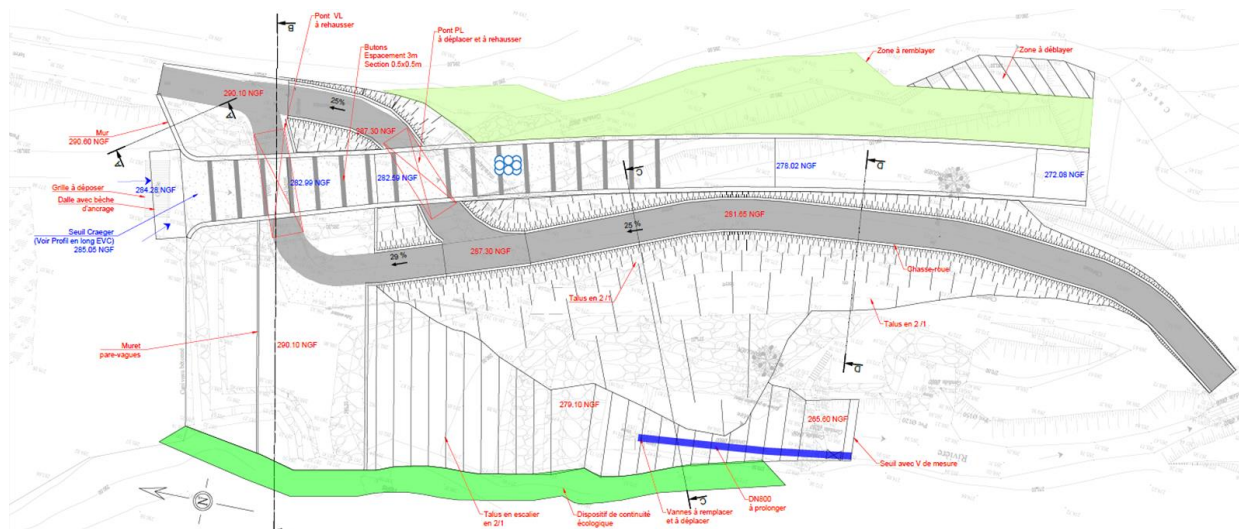 B
Pont VL
à rehausser
Butons
Espacement 3m
Section 0.5x0.5m
Pont PL
à déplacer et à rehausser
Zone à remblayer
Zone à déblayer
290.10 NGF
25%
287.30 NGF
A
A
Mur
290.60 NGF
284.28 NGF
282.99 NGF
282.59 NGF
C
278.02 NGF
D
272.08 NGF
Grille à déposer
Dalle avec bêche
d'ancrage
Seuil Craeger
(Voir Profil en long EVC)
285.05 NGF
281.65 NGF
25 %
287.30 NGF
29 %
Chasse-roue
Talus en 2 /1
Talus en 2 /1
Muret
pare-vagues
290.10 NGF
D
279.10 NGF
265.60 NGF
Rivière
Seuil avec V de mesure
N
C
Talus en escalier
en 2/1
Dispositif de continuité
écologique
Vannes à remplacer
et à déplacer
DN600
à prolonger